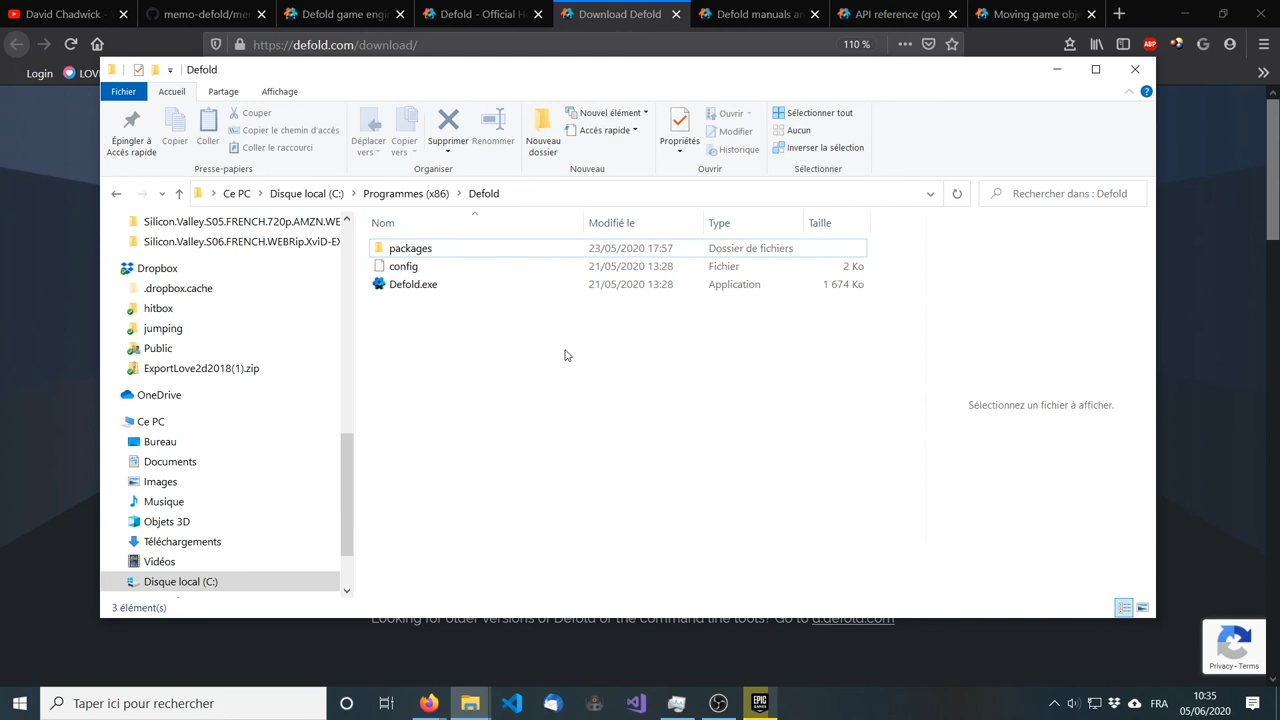 David Chadwick -
memo-defold/me
Defold game engi
Defold - Official H
Download Defold
Defold manuals an
API reference (go)
Moving game obj
https://defold.com/download/
110 %
ABP
Login
LOV
Defold
Fichier
Accueil
Partage
Affichage
Épingler à
Accès rapide
Copier
Coller
Couper
Copier le chemin d'accès
Coller le raccourci
Déplacer
vers
Copier
vers
Supprimer
Renommer
Nouveau
dossier
Nouvel élément
Accès rapide
Propriétés
Ouvrir
Modifier
Historique
Sélectionner tout
Aucun
Inverser la sélection
Presse-papiers
Organiser
Nouveau
Ouvrir
Sélectionner
Ce PC
Disque local (C:)
Programmes (x86)
Defold
Rechercher dans : Defold
Silicon.Valley.S05.FRENCH.720p.AMZN.WE
Silicon.Valley.S06.FRENCH.WEBRip.XviD-EX
Dropbox
.dropbox.cache
hitbox
jumping
Public
ExportLove2d2018(1).zip
OneDrive
Ce PC
Bureau
Documents
Images
Musique
Objets 3D
Téléchargements
Vidéos
Disque local (C:)
Nom
Modifié le
Type
Taille
packages
23/05/2020 17:57
Dossier de fichiers
config
21/05/2020 13:28
Fichier
2 Ko
Defold.exe
21/05/2020 13:28
Application
1 674 Ko
Sélectionnez un fichier à afficher.
3 élément(s)
Looking for older versions of Defold or the command line tools? Go to d.defold.com
Privacy - Terms
Taper ici pour rechercher
EPIC
GAMES
FRA
10:35
05/06/2020